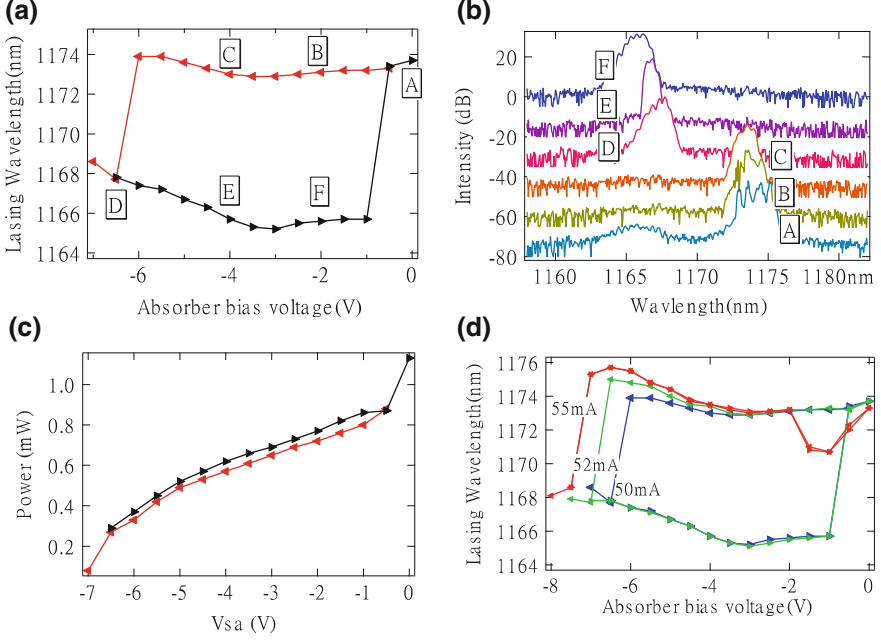 (a)
Lasing Wavelength(nm)
1174
1172
1170
1168
1166
1164
C
B
A
D
E
F
-6
-4
-2
0
Absorber bias voltage(V)
(b)
Intensity (dB)
20
0
-20
-40
-60
-80
F
E
D
C
B
A
1160
1165
1170
1175
1180nm
Wavlength(nm)
(c)
Power (mW)
1.0
0.8
0.6
0.4
0.2
-7
-6
-5
-4
-3
-2
-1
0
Vsa (V)
(d)
Lasing Wavelength(nm)
1176
1174
1172
1170
1168
1166
1164
55mA
52mA
50mA
-8
-6
-4
-2
0
Absorber bias voltage(V)